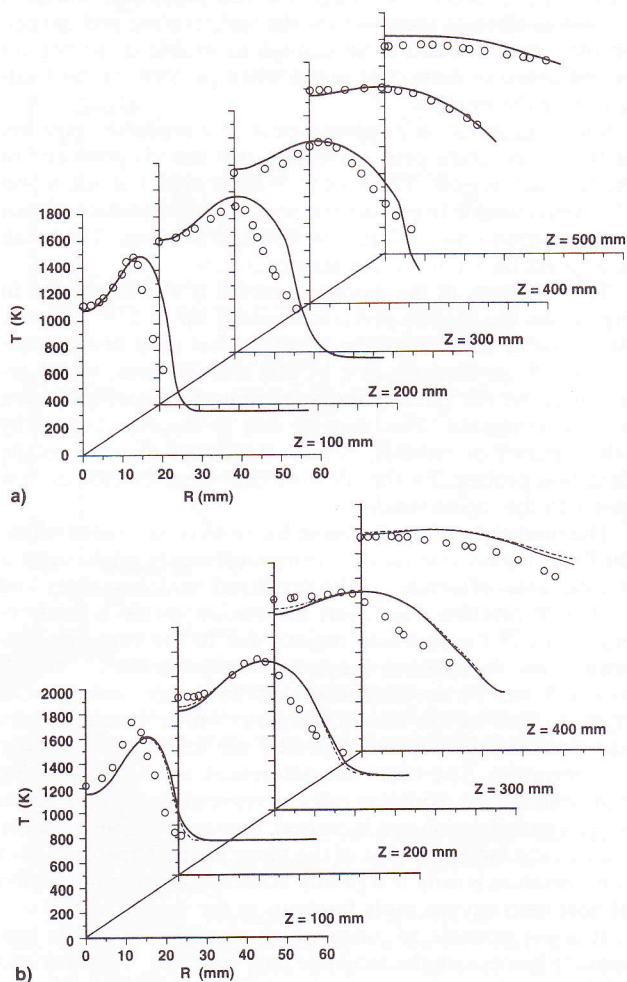 Z = 500 mm
Z = 400 mm
Z = 300 mm
Z = 200 mm
Z = 100 mm
T (K)
1800
1600
1400
1200
1000
800
600
400
200
0
0 10 20 30 40 50 60
R (mm)
a)
Z = 400 mm
Z = 300 mm
Z = 200 mm
Z = 100 mm
T (K)
2000
1800
1600
1400
1200
1000
800
600
400
200
0
0 10 20 30 40 50 60
R (mm)
b)